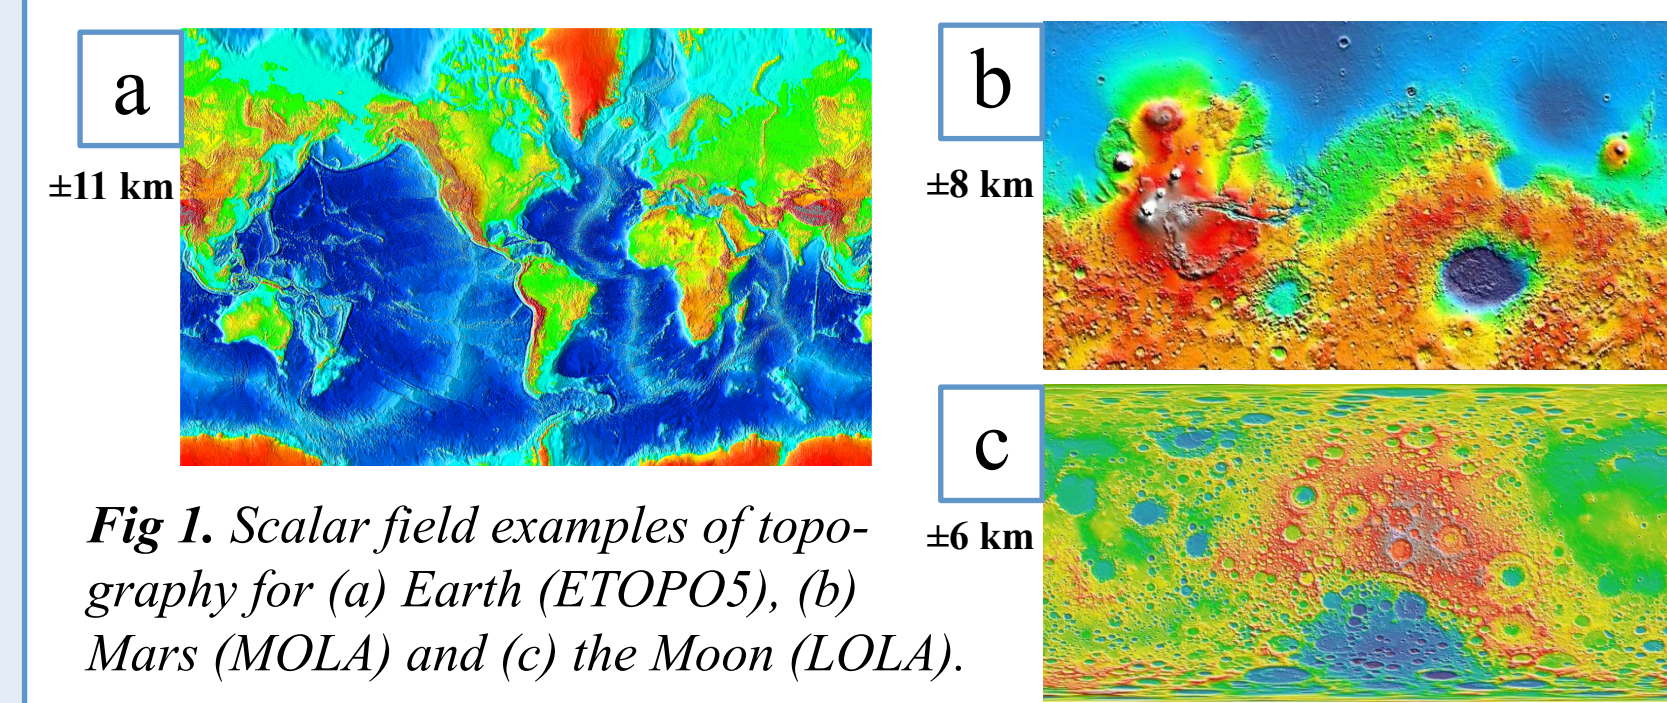 a
±11 km
b
±8 km
c
±6 km
Fig 1. Scalar field examples of topo-
graphy for (a) Earth (ETOPO5), (b)
Mars (MOLA) and (c) the Moon (LOLA).